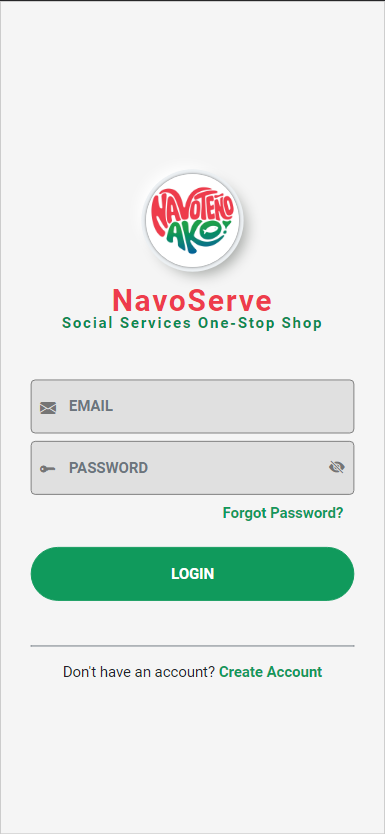 NAVOTEÑO
AKO
NavoServe
Social Services One-Stop Shop
EMAIL
PASSWORD
Forgot Password?
LOGIN
Don't have an account? Create Account